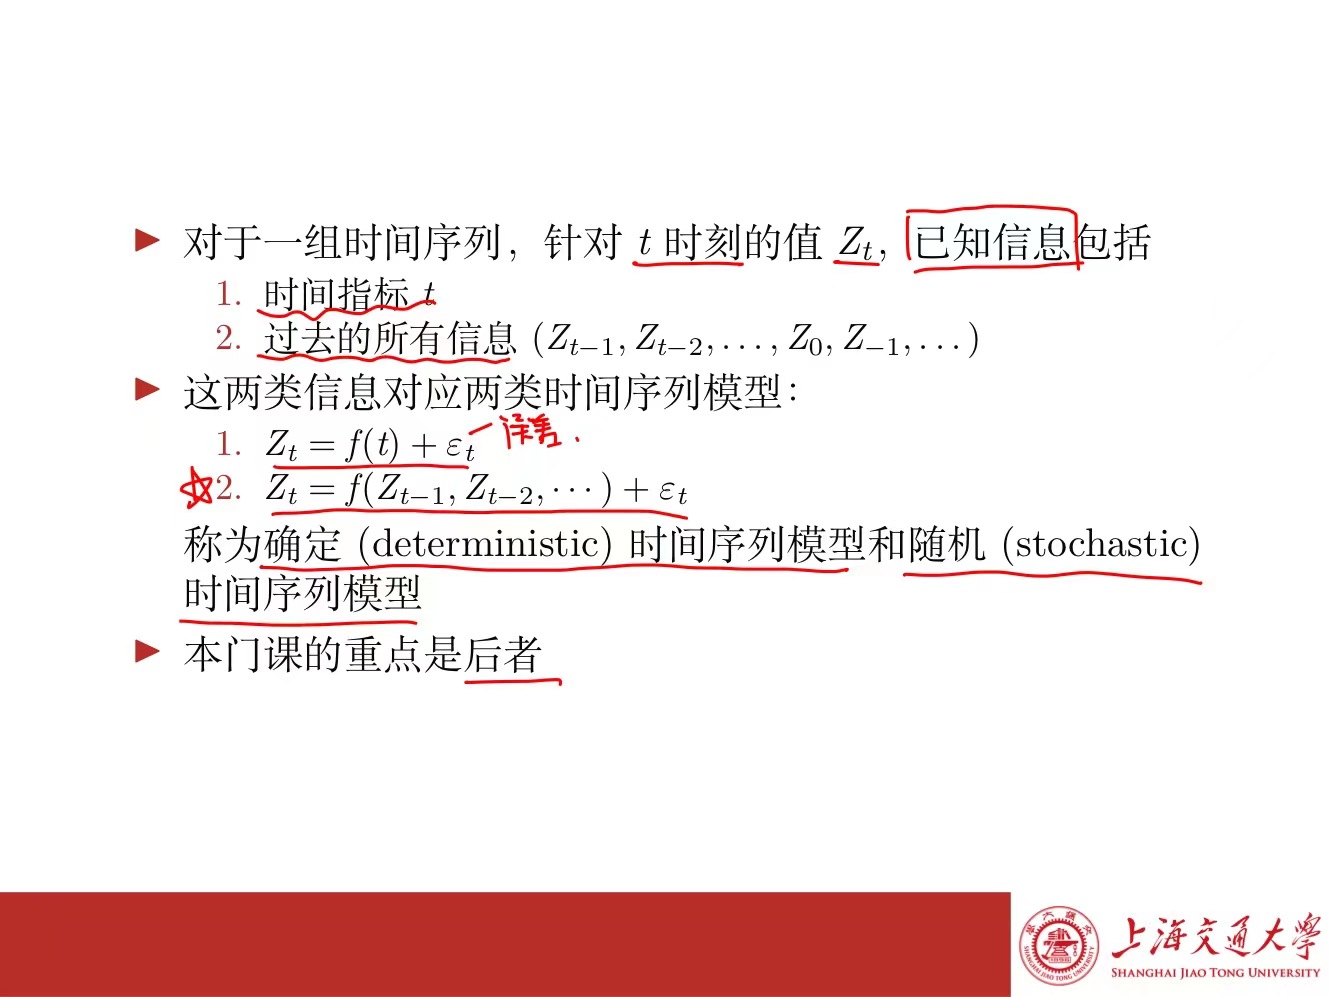 ▶ 对于一组时间序列，针对 t 时刻的值 Z_t，已知信息包括
1. 时间指标 t
2. 过去的所有信息 (Z_{t−1}, Z_{t−2}, . . . , Z_0, Z_{−1}, . . . )
▶ 这两类信息对应两类时间序列模型：
1. Z_t = f(t) + ε_t 误差.
☆2. Z_t = f(Z_{t−1}, Z_{t−2}, · · · ) + ε_t
称为确定 (deterministic) 时间序列模型和随机 (stochastic)
时间序列模型
▶ 本门课的重点是后者
上海交通大学
SHANGHAI JIAO TONG UNIVERSITY